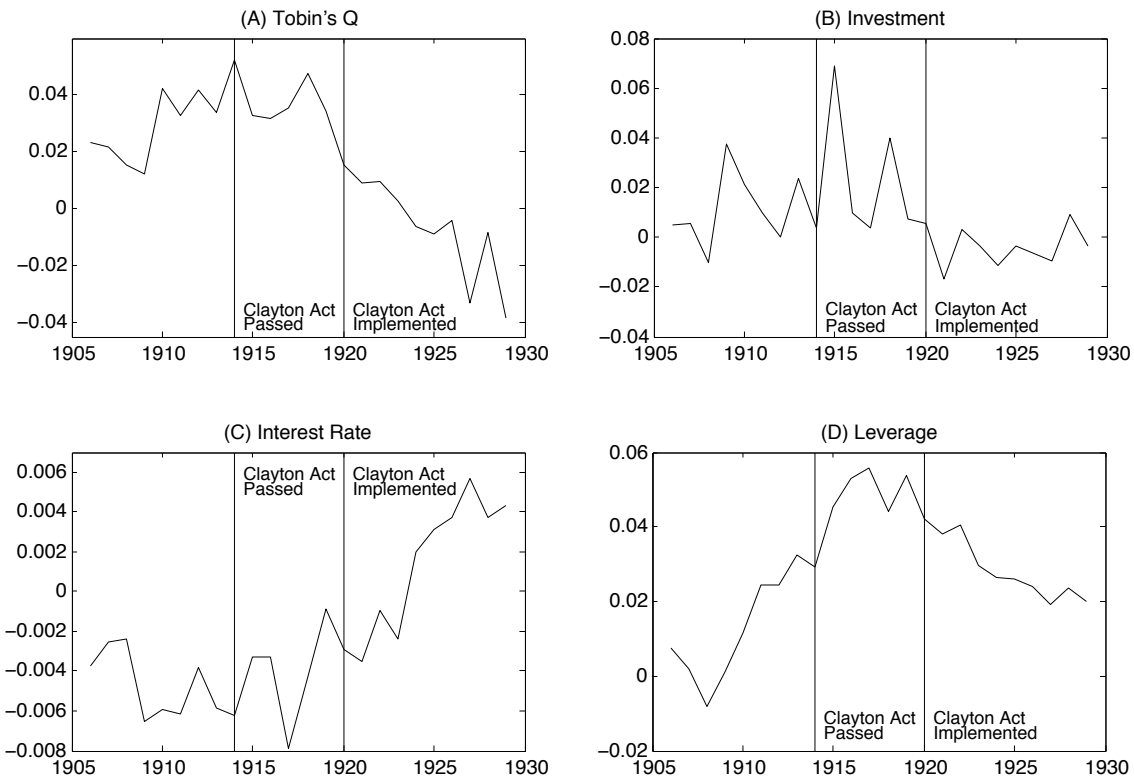 (A) Tobin's Q
0.04
0.02
0
−0.02
−0.04
Clayton Act
Passed
Clayton Act
Implemented
1905 1910 1915 1920 1925 1930
(B) Investment
0.08
0.06
0.04
0.02
0
−0.02
−0.04
Clayton Act
Passed
Clayton Act
Implemented
1905 1910 1915 1920 1925 1930
(C) Interest Rate
0.006
0.004
0.002
0
−0.002
−0.004
−0.006
−0.008
Clayton Act
Passed
Clayton Act
Implemented
1905 1910 1915 1920 1925 1930
(D) Leverage
0.06
0.04
0.02
0
−0.02
Clayton Act
Passed
Clayton Act
Implemented
1905 1910 1915 1920 1925 1930